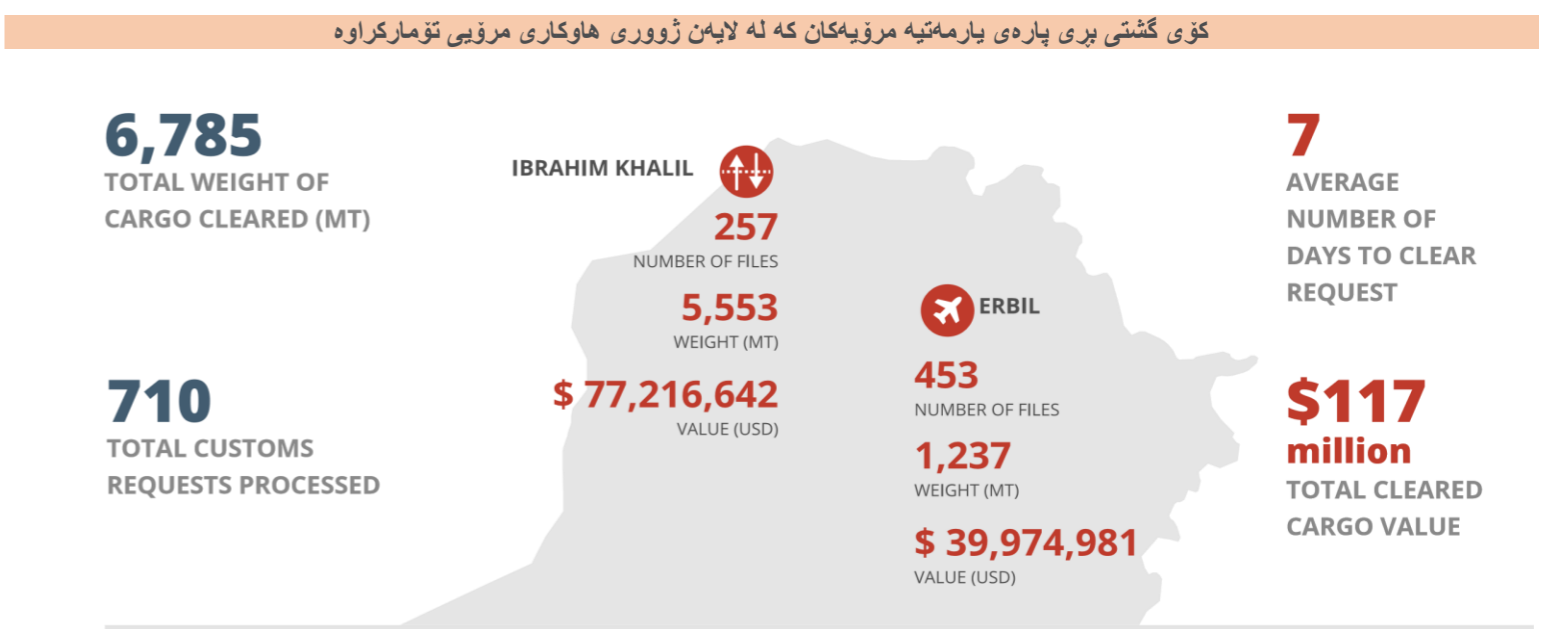 کۆی گشتی بڕی پارەی یارمەتیە مرۆیەکان کە لە لایەن ژووری هاوکاری مرۆیی تۆمارکراوە
6,785
TOTAL WEIGHT OF
CARGO CLEARED (MT)
710
TOTAL CUSTOMS
REQUESTS PROCESSED
IBRAHIM KHALIL
257
NUMBER OF FILES
5,553
WEIGHT (MT)
$ 77,216,642
VALUE (USD)
ERBIL
453
NUMBER OF FILES
1,237
WEIGHT (MT)
$ 39,974,981
VALUE (USD)
7
AVERAGE
NUMBER OF
DAYS TO CLEAR
REQUEST
$117
million
TOTAL CLEARED
CARGO VALUE